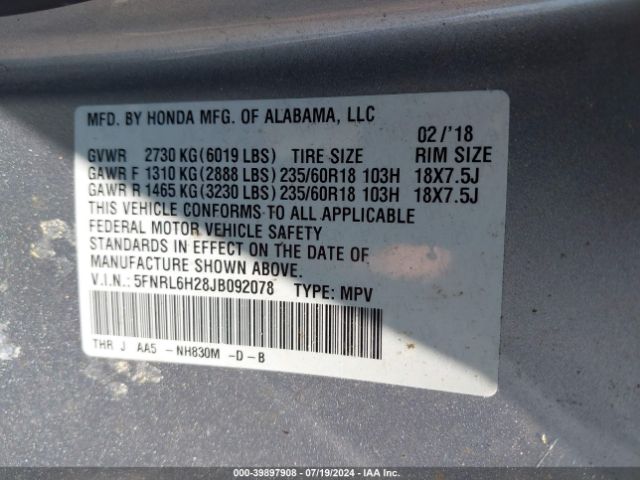 MFD. BY HONDA MFG. OF ALABAMA, LLC
02 /'18
GVWR 2730 KG(6019 LBS) TIRE SIZE RIM SIZE
GAWR F 1310 KG(2888 LBS) 235/60R18 103H 18X7.5J
GAWR R 1465 KG(3230 LBS) 235/60R18 103H 18X7.5J
THIS VEHICLE CONFORMS TO ALL APPLICABLE
FEDERAL MOTOR VEHICLE SAFETY
STANDARDS IN EFFECT ON THE DATE OF
MANUFACTURE SHOWN ABOVE.
V.I.N.: 5FNRL6H28JB092078 TYPE: MPV
THR J AA5 -NH830M -D-B
000-39897908 | 07/19/2024 | IAA Inc.